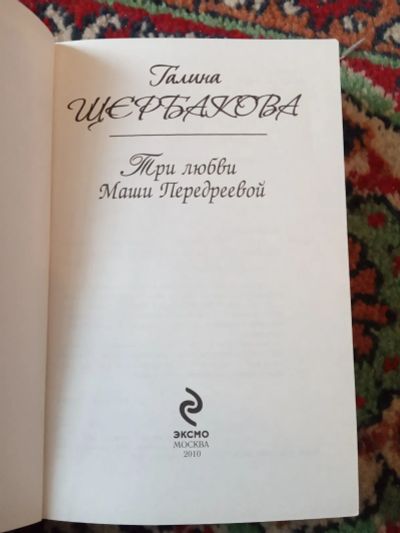 Галина
ЩЕРБАКОВА
Три любви
Маши Передреевой
ЭКСМО
МОСКВА
2010